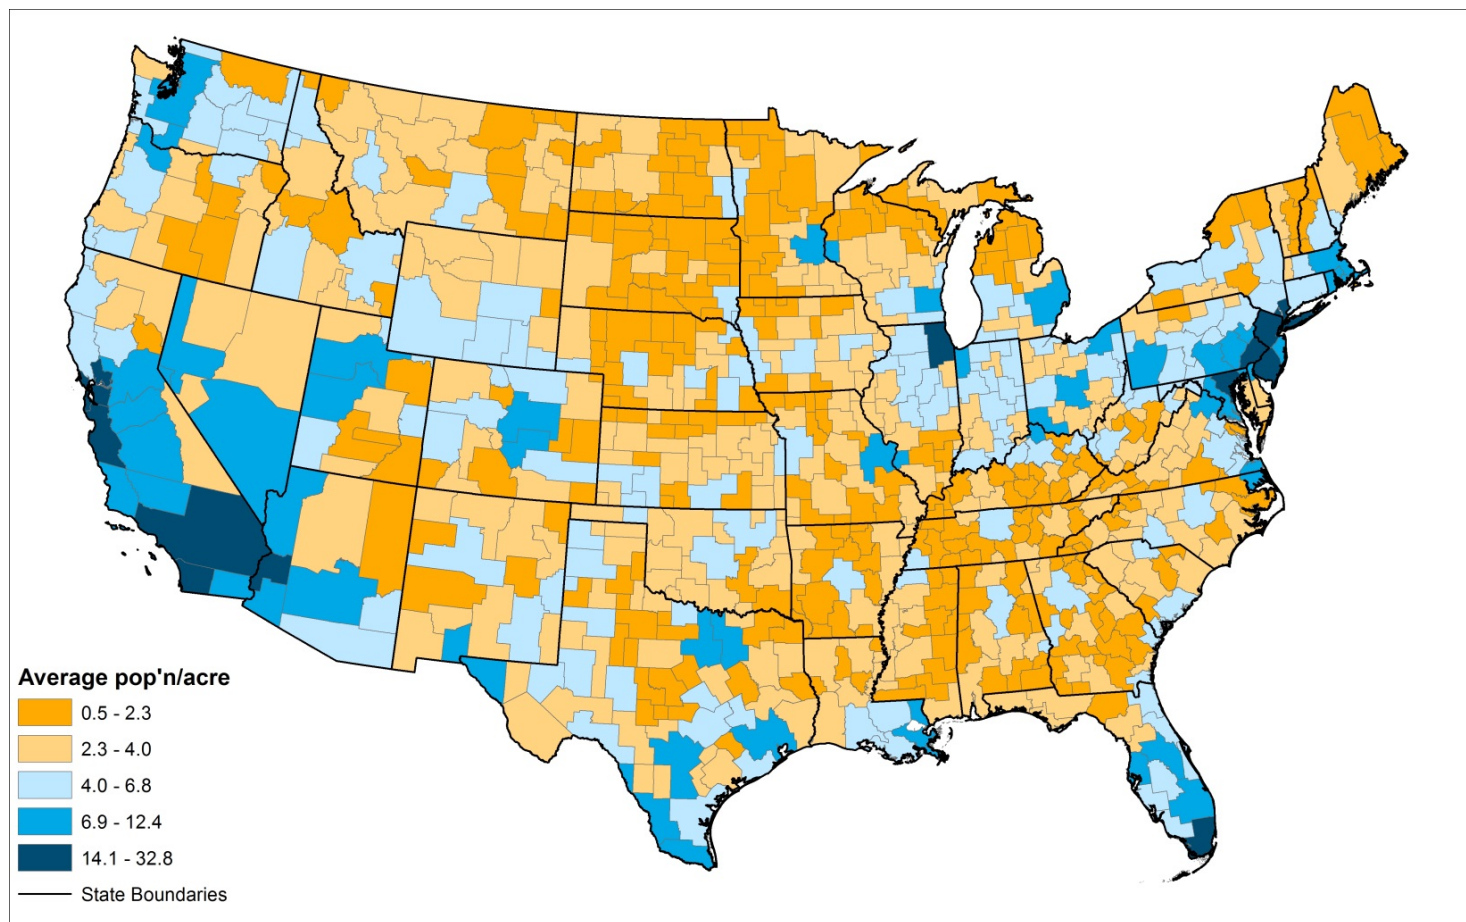 Average pop'n/acre
0.5 - 2.3
2.3 - 4.0
4.0 - 6.8
6.9 - 12.4
14.1 - 32.8
State Boundaries